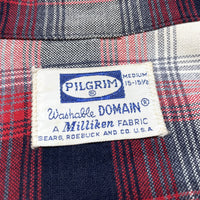 PILGRIM
®
MEDIUM
15-15½
Washable DOMAIN®
A Milliken FABRIC
SEARS, ROEBUCK AND CO. U.S.A.